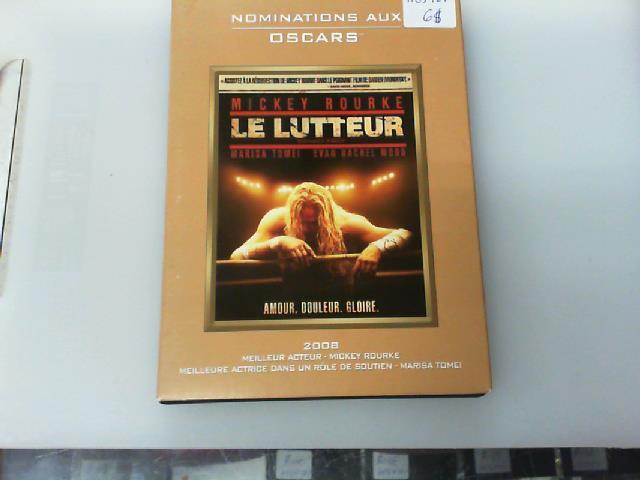 NOMINATIONS AUX
OSCARS
6$
MICKEY ROURKE
LE LUTTEUR
MARISA TOMEI EVAN RACHEL WOOD
AMOUR. DOULEUR. GLOIRE.
2008
MEILLEUR ACTEUR - MICKEY ROURKE
MEILLEURE ACTRICE DANS UN RÔLE DE SOUTIEN - MARISA TOMEI